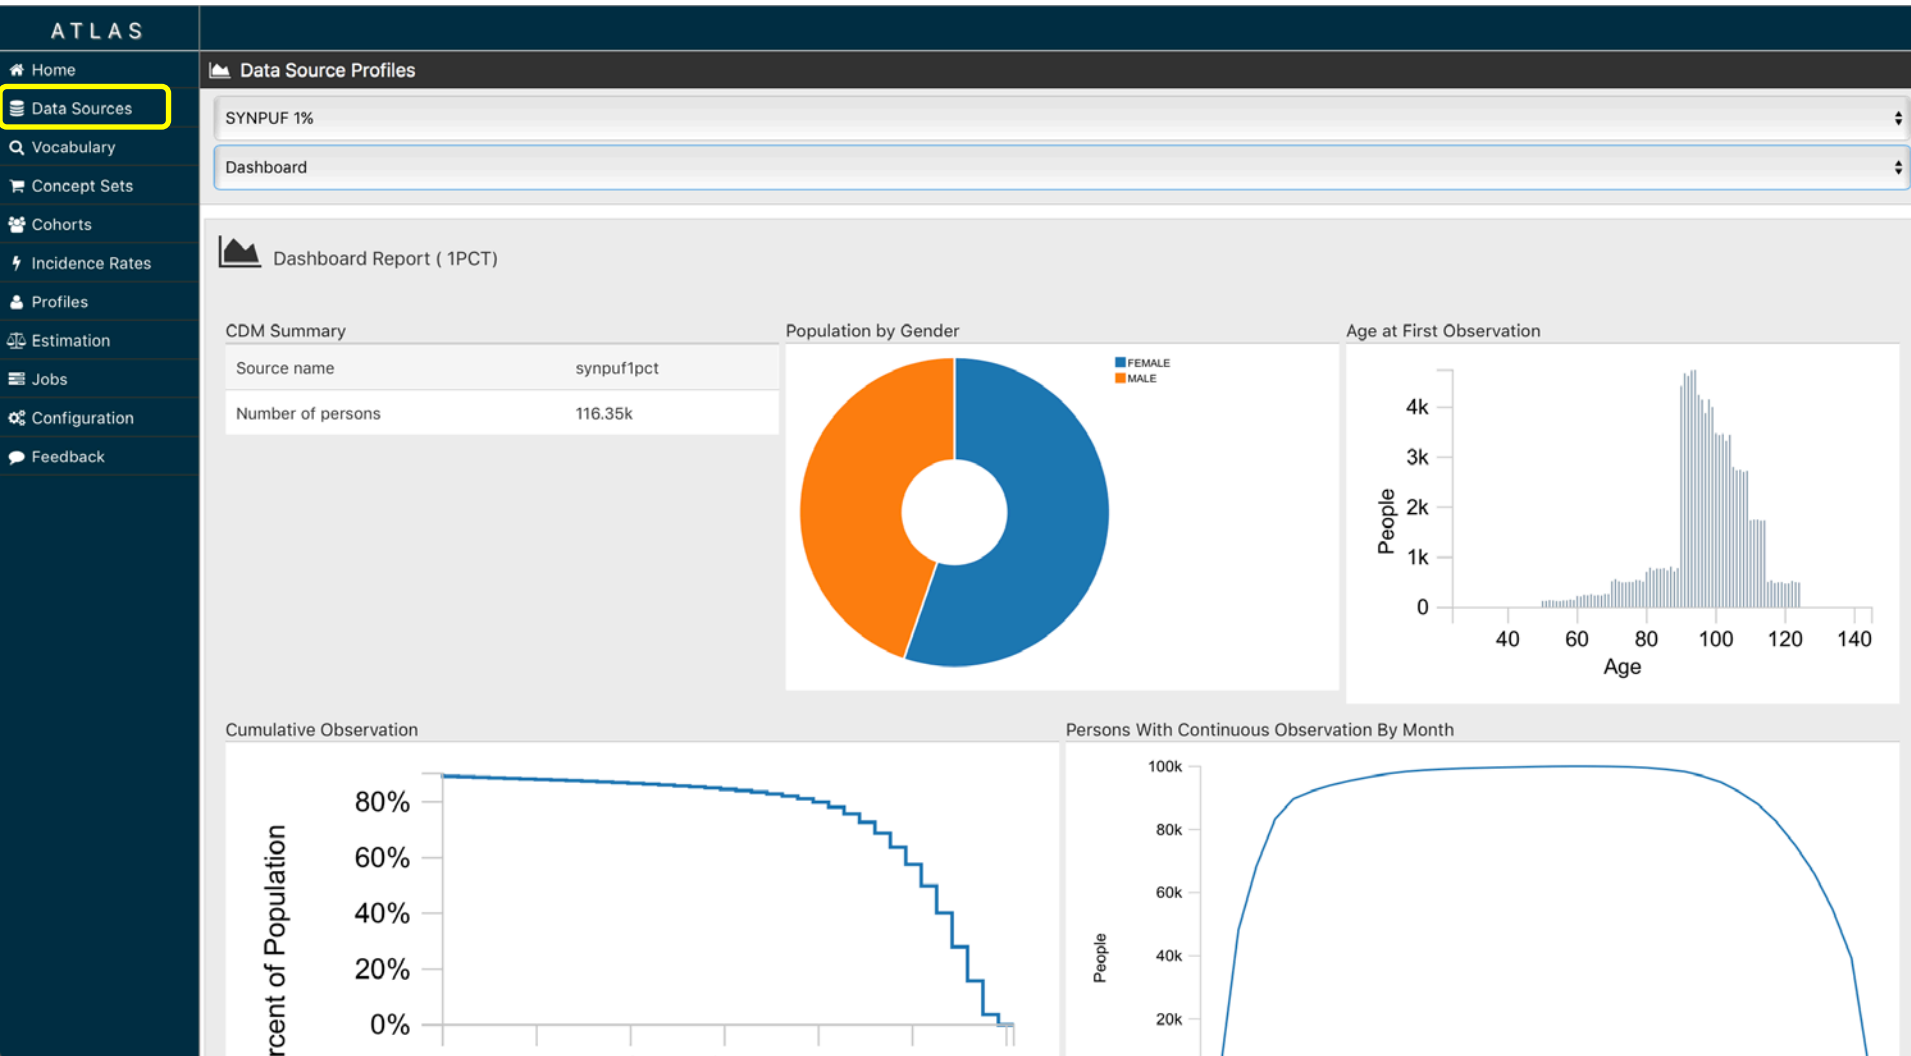 ATLAS
Home
Data Sources
Vocabulary
Concept Sets
Cohorts
Incidence Rates
Profiles
Estimation
Jobs
Configuration
Feedback
Data Source Profiles
SYNPUF 1%
Dashboard
Dashboard Report ( 1PCT)
CDM Summary
Source name synpuf1pct
Number of persons 116.35k
Population by Gender
FEMALE
MALE
Age at First Observation
4k
3k
2k
1k
0
People
40 60 80 100 120 140
Age
Cumulative Observation
80%
60%
40%
20%
0%
rcent of Population
Persons With Continuous Observation By Month
100k
80k
60k
40k
20k
People